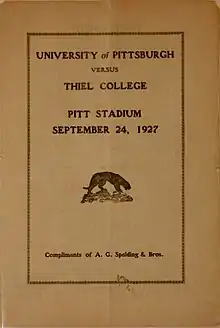 UNIVERSITY of PITTSBURGH
VERSUS
THIEL COLLEGE
PITT STADIUM
SEPTEMBER 24, 1927
Compliments of A. G. Spalding & Bros.